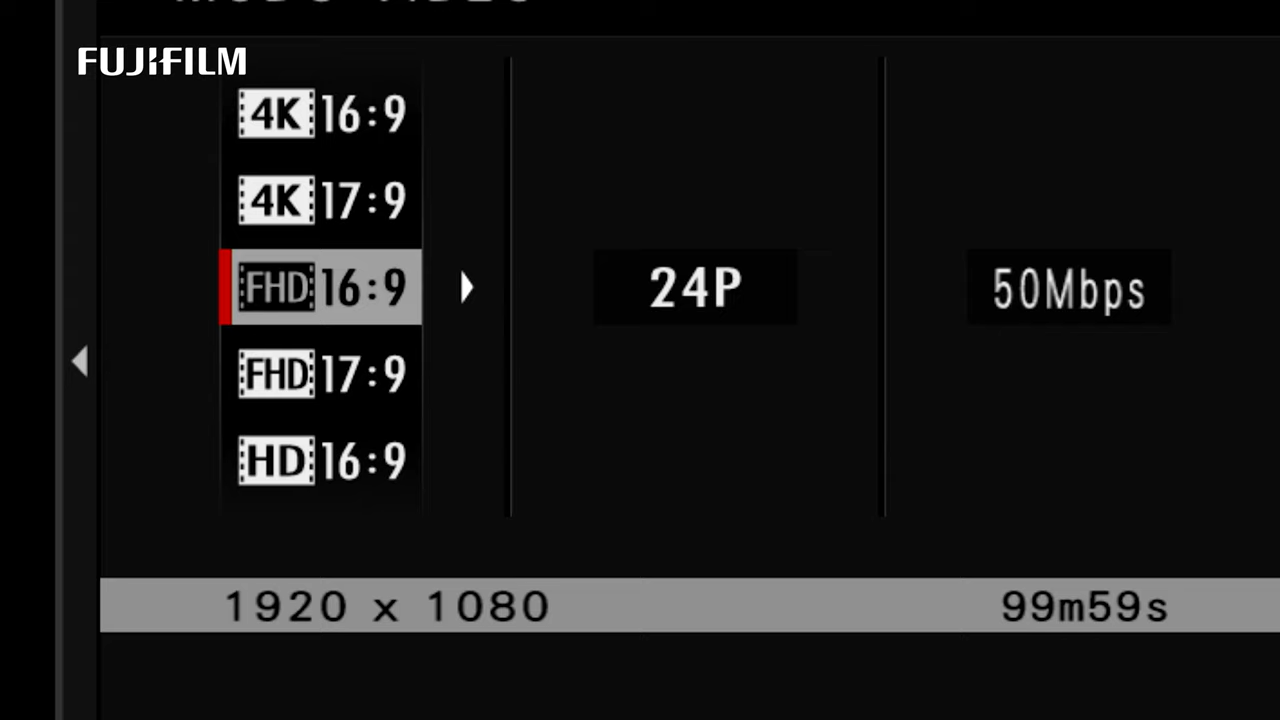 FUJIFILM
4K 16:9
4K 17:9
FHD 16:9
24P
50Mbps
FHD 17:9
HD 16:9
1920 x 1080
99m59s